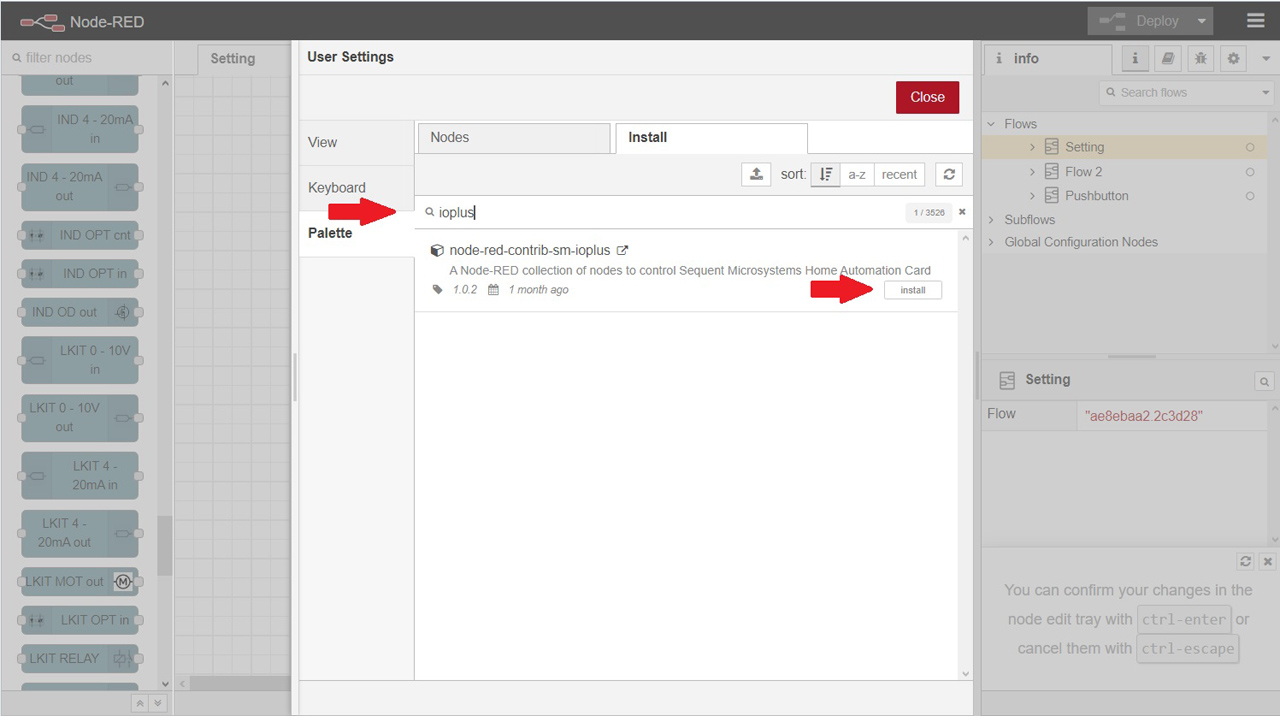 Node-RED
Deploy
filter nodes
out
IND 4 - 20mA
in
IND 4 - 20mA
out
IND OPT cnt
IND OPT in
IND OD out
LKIT 0 - 10V
in
LKIT 0 - 10V
out
LKIT 4 -
20mA in
LKIT 4 -
20mA out
LKIT MOT out
M
LKIT OPT in
LKIT RELAY
Setting
User Settings
Close
View
Keyboard
Palette
Nodes
Install
sort:
a-z
recent
ioplus
1 / 3526
node-red-contrib-sm-ioplus
A Node-RED collection of nodes to control Sequent Microsystems Home Automation Card
1.0.2
1 month ago
install
i info
i
Search flows
Flows
Setting
Flow 2
Pushbutton
Subflows
Global Configuration Nodes
Setting
Flow
"ae8ebaa2.2c3d28"
You can confirm your changes in the
node edit tray with ctrl-enter or
cancel them with ctrl-escape